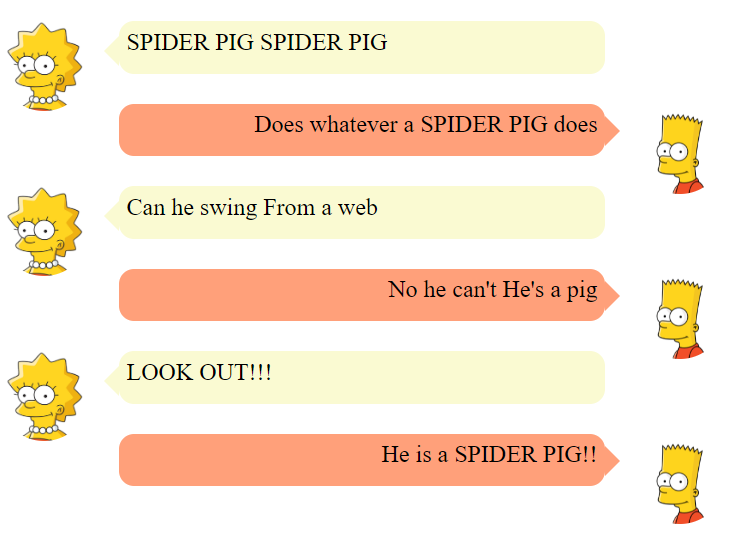 SPIDER PIG SPIDER PIG
Does whatever a SPIDER PIG does
Can he swing From a web
No he can't He's a pig
LOOK OUT!!!
He is a SPIDER PIG!!